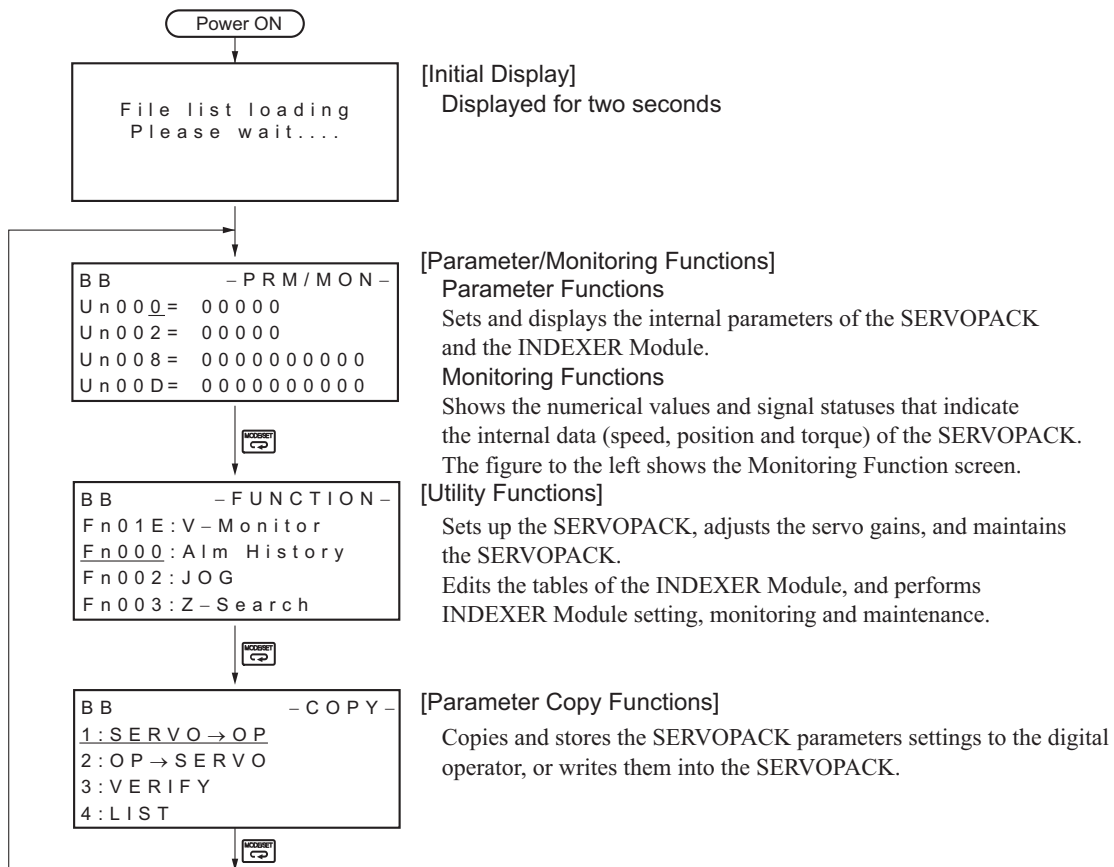 Power ON
File list loading
Please wait....
[Initial Display]
Displayed for two seconds
BB −PRM/MON−
Un000= 00000
Un002= 00000
Un008= 0000000000
Un00D= 0000000000
[Parameter/Monitoring Functions]
Parameter Functions
Sets and displays the internal parameters of the SERVOPACK
and the INDEXER Module.
Monitoring Functions
Shows the numerical values and signal statuses that indicate
the internal data (speed, position and torque) of the SERVOPACK.
The figure to the left shows the Monitoring Function screen.
MODE/SET
BB −FUNCTION−
Fn01E:V−Monitor
Fn000:Alm History
Fn002:JOG
Fn003:Z−Search
[Utility Functions]
Sets up the SERVOPACK, adjusts the servo gains, and maintains
the SERVOPACK.
Edits the tables of the INDEXER Module, and performs
INDEXER Module setting, monitoring and maintenance.
MODE/SET
BB −COPY−
1:SERVO→OP
2:OP→SERVO
3:VERIFY
4:LIST
[Parameter Copy Functions]
Copies and stores the SERVOPACK parameters settings to the digital
operator, or writes them into the SERVOPACK.
MODE/SET